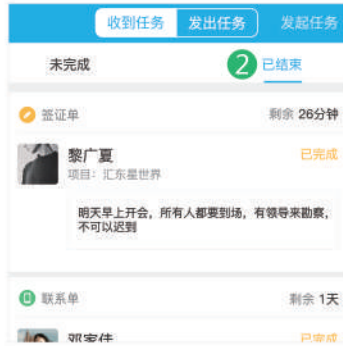 收到任务 发出任务 发起任务
未完成 2 已结束
签证单 剩余 26分钟
黎广夏 已完成
项目：汇东星世界
明天早上开会，所有人都要到场，有领导来勘察，
不可以迟到
联系单 剩余 1天
邓家佳 已完成